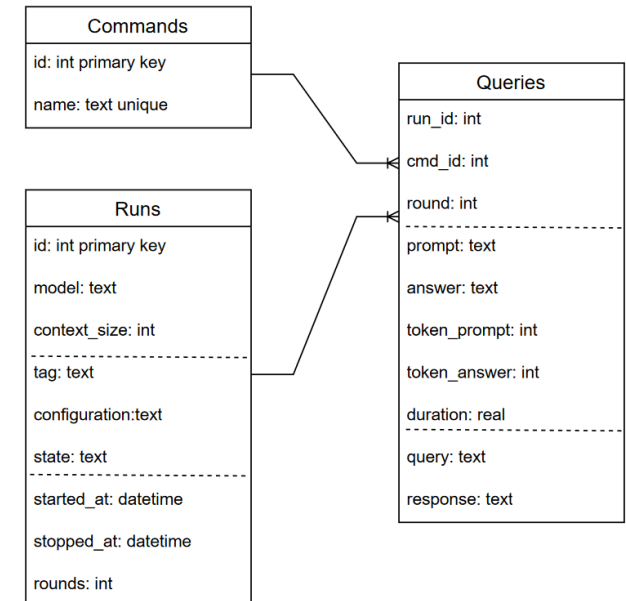 Commands
id: int primary key
name: text unique
Runs
id: int primary key
model: text
context_size: int
tag: text
configuration:text
state: text
started_at: datetime
stopped_at: datetime
rounds: int
Queries
run_id: int
cmd_id: int
round: int
prompt: text
answer: text
token_prompt: int
token_answer: int
duration: real
query: text
response: text